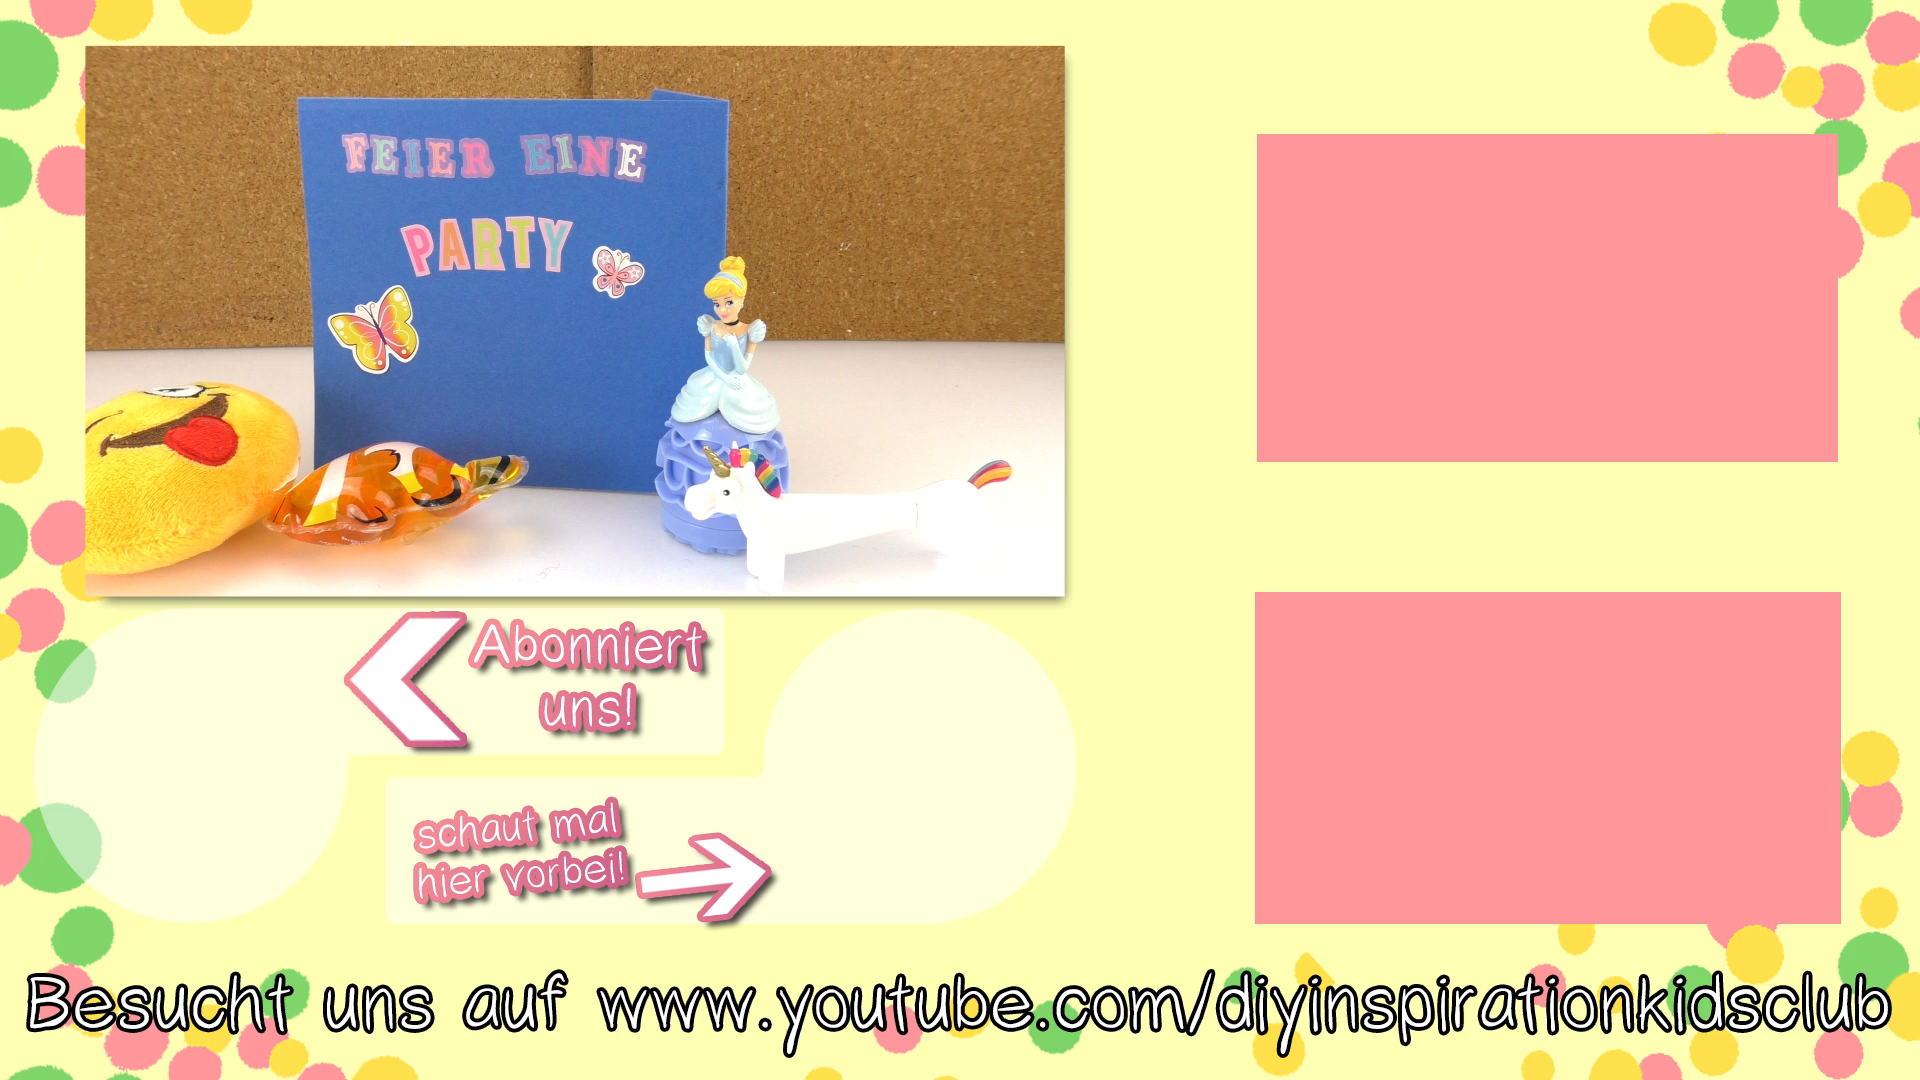 FEIER EINE
PARTY
Abonniert
uns!
schaut mal
hier vorbei!
Besucht uns auf www.youtube.com/diyinspirationkidsclub